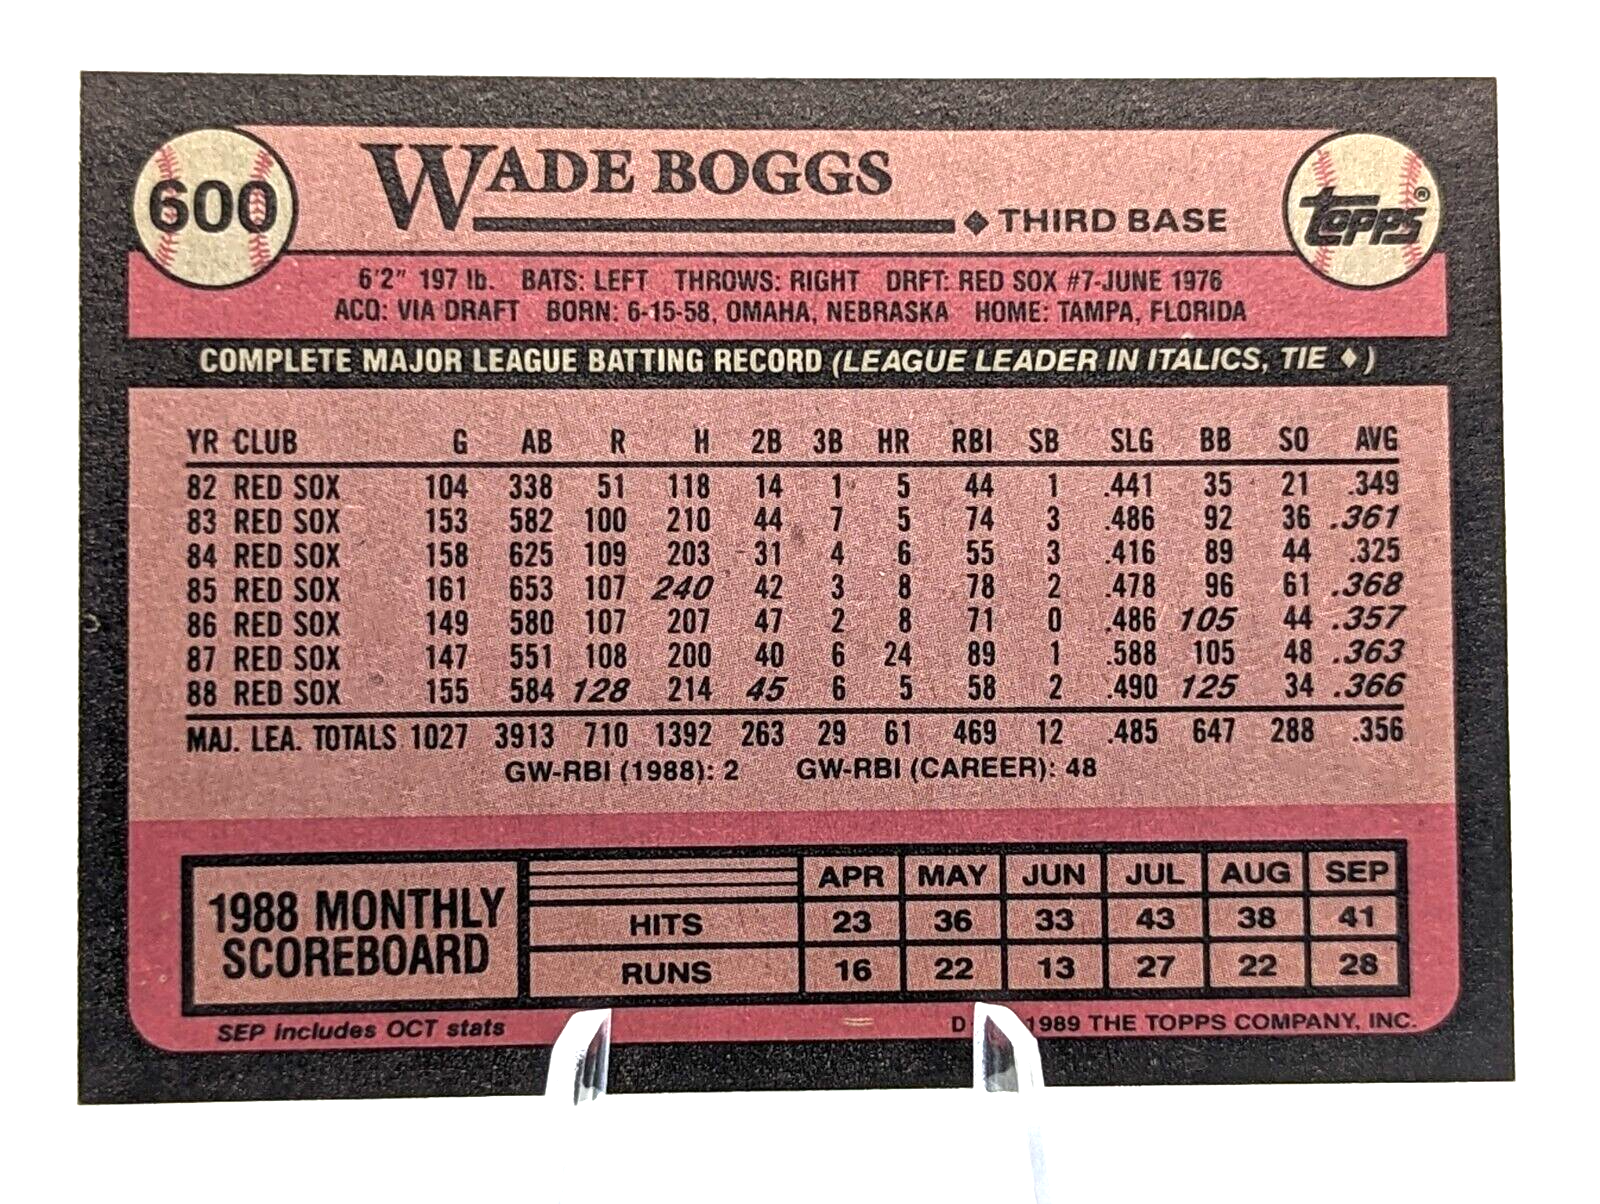 600
WADE BOGGS
◆ THIRD BASE
TOPPS®
6'2" 197 lb. BATS: LEFT THROWS: RIGHT DRFT: RED SOX #7-JUNE 1976
ACQ: VIA DRAFT BORN: 6-15-58, OMAHA, NEBRASKA HOME: TAMPA, FLORIDA
COMPLETE MAJOR LEAGUE BATTING RECORD (LEAGUE LEADER IN ITALICS, TIE ♦)
YR CLUB G AB R H 2B 3B HR RBI SB SLG BB SO AVG
82 RED SOX 104 338 51 118 14 1 5 44 1 .441 35 21 .349
83 RED SOX 153 582 100 210 44 7 5 74 3 .486 92 36 .361
84 RED SOX 158 625 109 203 31 4 6 55 3 .416 89 44 .325
85 RED SOX 161 653 107 240 42 3 8 78 2 .478 96 61 .368
86 RED SOX 149 580 107 207 47 2 8 71 0 .486 105 44 .357
87 RED SOX 147 551 108 200 40 6 24 89 1 .588 105 48 .363
88 RED SOX 155 584 128 214 45 6 5 58 2 .490 125 34 .366
MAJ. LEA. TOTALS 1027 3913 710 1392 263 29 61 469 12 .485 647 288 .356
GW-RBI (1988): 2 GW-RBI (CAREER): 48
1988 MONTHLY
SCOREBOARD
APR MAY JUN JUL AUG SEP
HITS 23 36 33 43 38 41
RUNS 16 22 13 27 22 28
SEP includes OCT stats
D 1989 THE TOPPS COMPANY, INC.